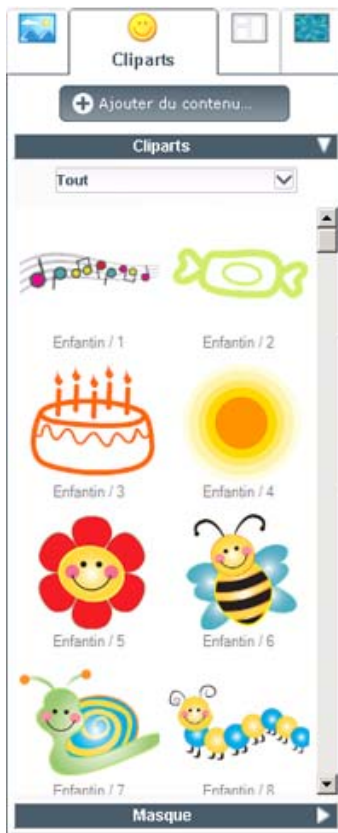 Cliparts
Ajouter du contenu...
Cliparts
Tout
Enfantin / 1
Enfantin / 2
Enfantin / 3
Enfantin / 4
Enfantin / 5
Enfantin / 6
Enfantin / 7
Enfantin / 8
Masque